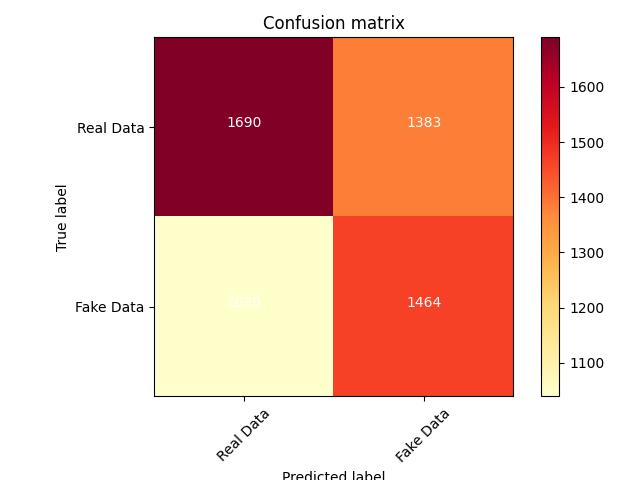 Confusion matrix
Real Data
1690
1383
Fake Data
1464
True label
Real Data
Fake Data
Predicted label
1600
1500
1400
1300
1200
1100